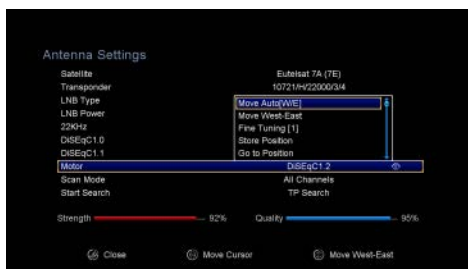 Antenna Settings
Satellite Eutelsat 7A (7E)
Transponder 10721/H/22000/3/4
LNB Type Move Auto[W/E]
LNB Power Move West-East
22KHz Fine Tuning [1]
DiSEqC1.0 Store Position
DiSEqC1.1 Go to Position
Motor DiSEqC1.2
Scan Mode All Channels
Start Search TP Search
Strength 92% Quality 95%
Close Move Cursor Move West-East